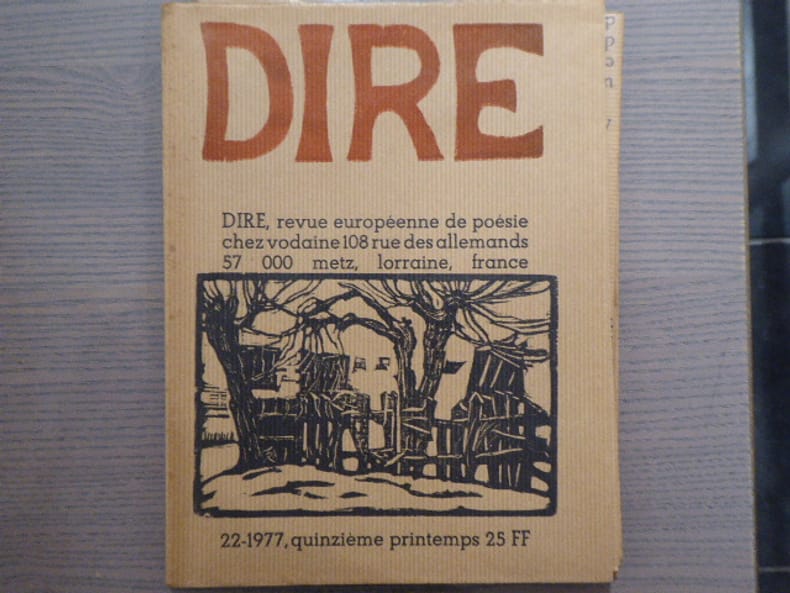 DIRE
DIRE, revue européenne de poésie
chez vodaine 108 rue des allemands
57 000 metz, lorraine, france
22-1977, quinzième printemps 25 FF